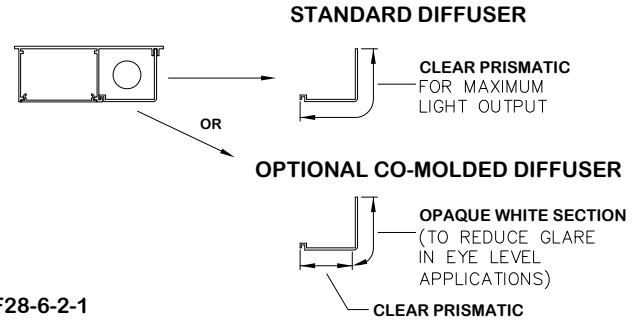 STANDARD DIFFUSER
CLEAR PRISMATIC
FOR MAXIMUM
LIGHT OUTPUT
OR
OPTIONAL CO-MOLDED DIFFUSER
OPAQUE WHITE SECTION
(TO REDUCE GLARE
IN EYE LEVEL
APPLICATIONS)
F28-6-2-1
CLEAR PRISMATIC